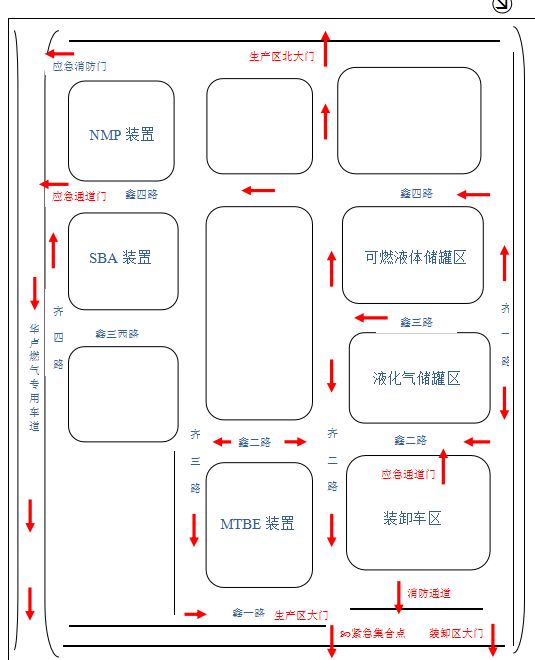 生产区北大门
应急消防门
NMP 装置
应急通道门
鑫四路
鑫四路
SBA 装置
可燃液体储罐区
齐四路
齐一路
华汽燃气专用车道
鑫三西路
鑫三路
液化气储罐区
齐三路
鑫二路
齐二路
鑫二路
应急通道门
MTBE 装置
装卸车区
消防通道
鑫一路
生产区大门
紧急集合点
装卸区大门